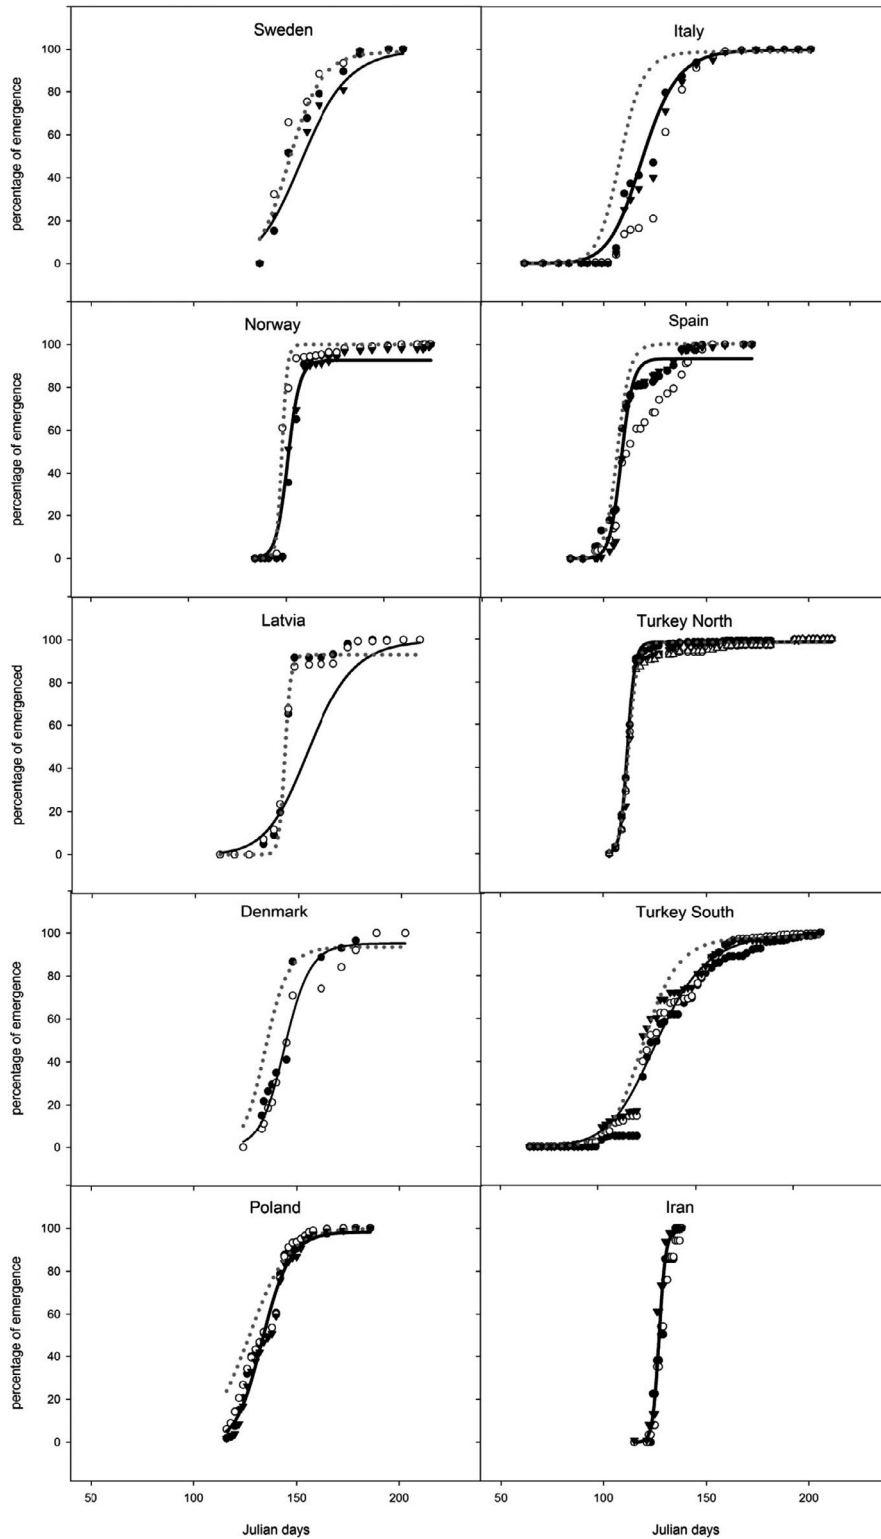 Sweden
Italy
percentage of emergence
100
80
60
40
20
0
Norway
Spain
percentage of emergence
100
80
60
40
20
0
Latvia
Turkey North
percentage of emergenced
100
80
60
40
20
0
Denmark
Turkey South
percentage of emergence
100
80
60
40
20
0
Poland
Iran
percentage of emergence
100
80
60
40
20
0
50 100 150 200 50 100 150 200
Julian days Julian days